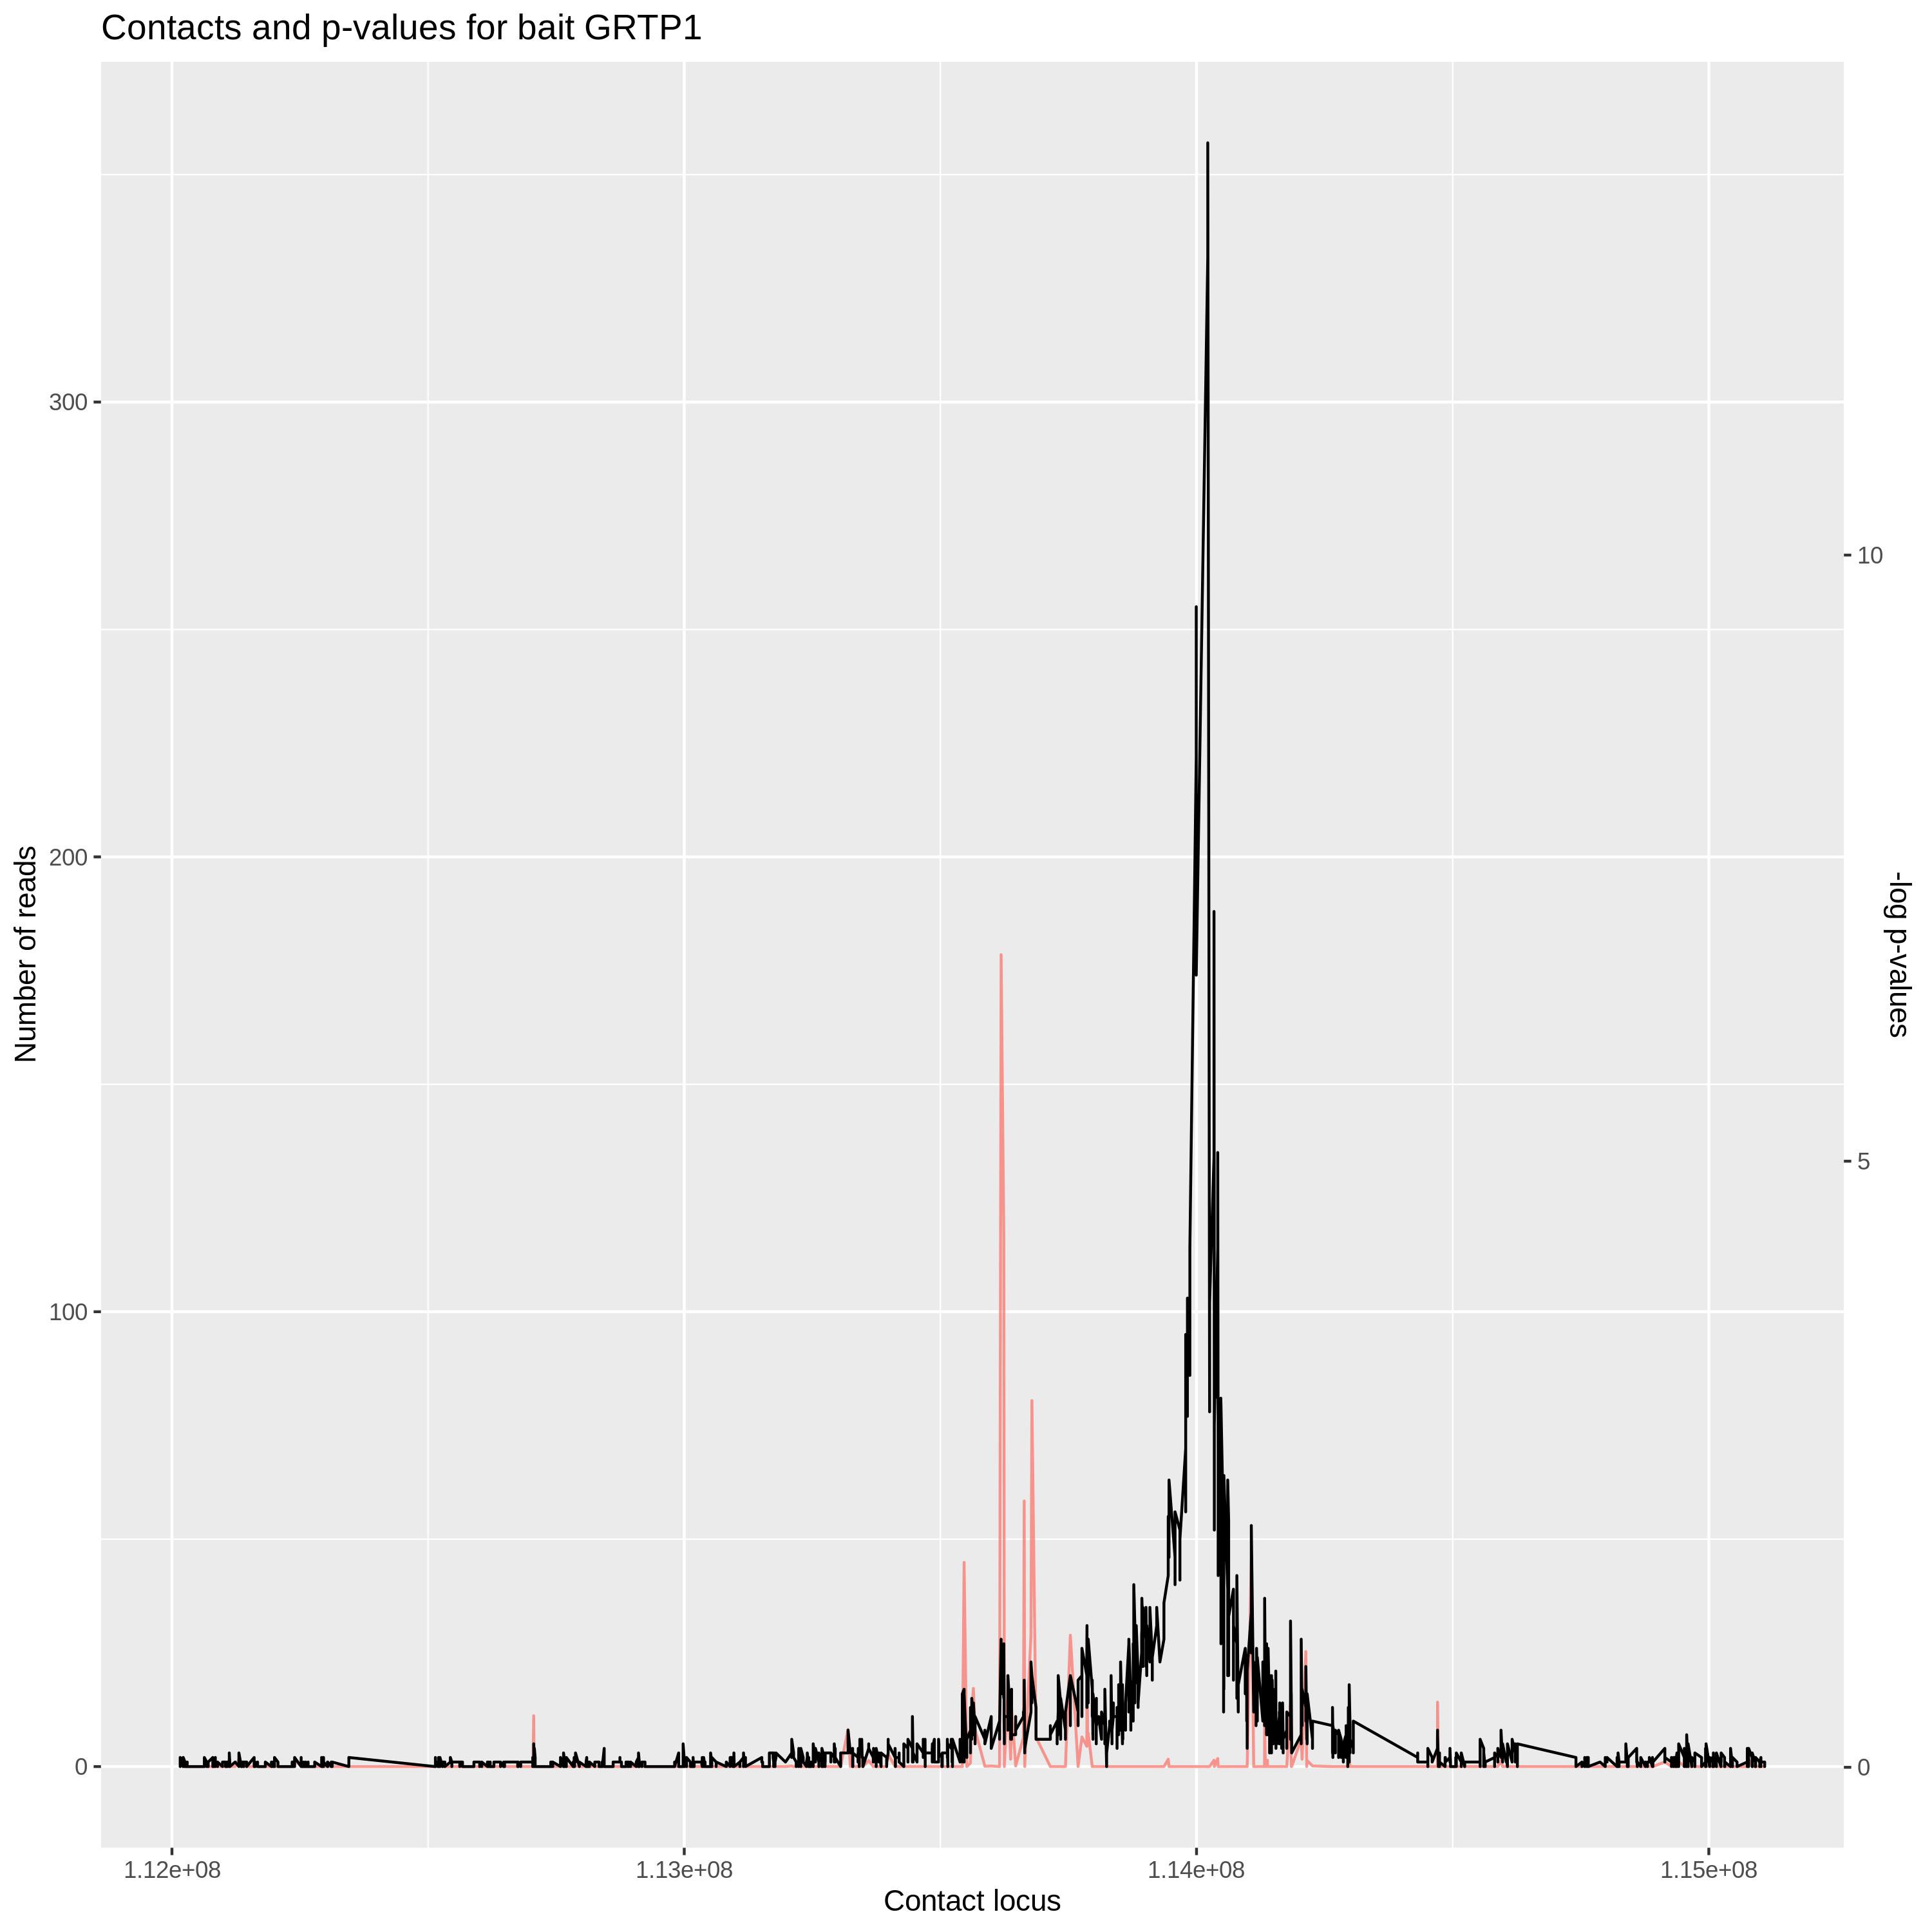 Contacts and p-values for bait GRTP1
300
200
100
0
Number of reads
10
5
0
-log p-values
1.12e+08
1.13e+08
1.14e+08
1.15e+08
Contact locus